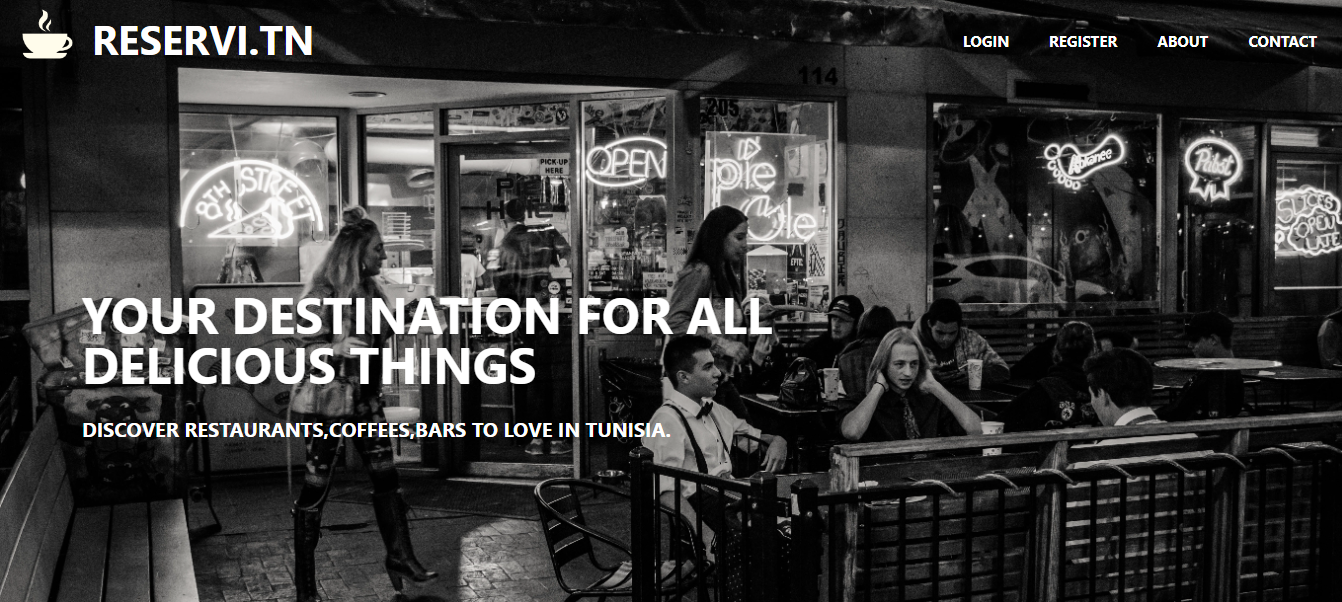 RESERVI.TN
LOGIN REGISTER ABOUT CONTACT
114
205
PICK-UP
HERE
8TH STREET
OPEN
Pie
Hole
Pabst
SLICES
OPEN
LATE
YOUR DESTINATION FOR ALL
DELICIOUS THINGS
DISCOVER RESTAURANTS,COFFEES,BARS TO LOVE IN TUNISIA.